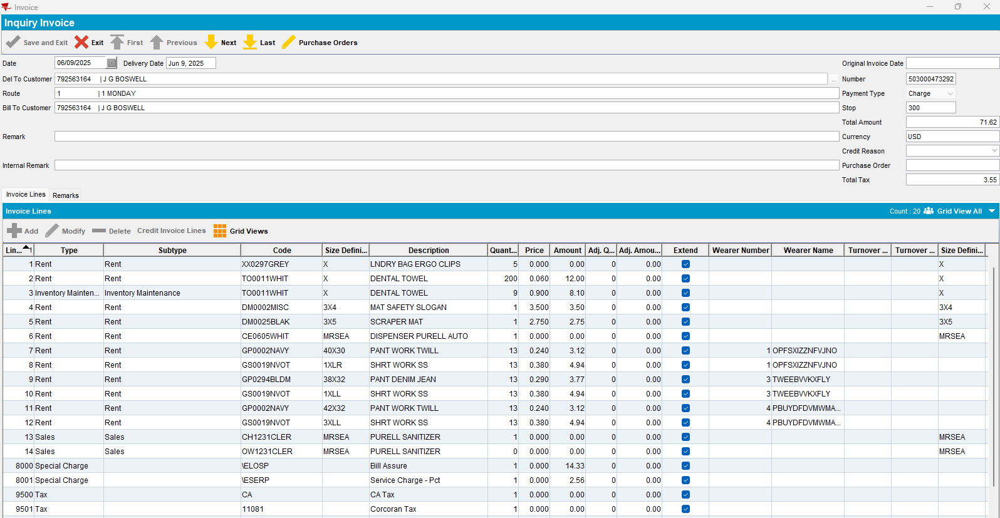 Invoice
Inquiry Invoice
Save and Exit Exit First Previous Next Last Purchase Orders
Date 06/09/2025 16 Delivery Date Jun 9, 2025 Original Invoice Date
Del To Customer 792563164 | J G BOSWELL ... Number 503000473292
Route 1 | 1 MONDAY Payment Type Charge
Bill To Customer 792563164 | J G BOSWELL Stop 300
Total Amount 71.62
Remark Currency USD
Credit Reason
Internal Remark Purchase Order
Total Tax 3.55
Invoice Lines Remarks
Invoice Lines Count : 20 Grid View All
Add Modify Delete Credit Invoice Lines Grid Views
Lin... 1 Type Subtype Code Size Defini... Description Quant... Price Amount Adj. Q... Adj. Amou... Extend Wearer Number Wearer Name Turnover ... Turnover ... Size Defini...
1 Rent Rent XX0297GREY X LNDRY BAG ERGO CLIPS 5 0.000 0.00 0 0.00 X
2 Rent Rent TO0011WHIT X DENTAL TOWEL 200 0.060 12.00 0 0.00 X
3 Inventory Mainten... Inventory Maintenance TO0011WHIT X DENTAL TOWEL 9 0.900 8.10 0 0.00 X
4 Rent Rent DM0002MISC 3X4 MAT SAFETY SLOGAN 1 3.500 3.50 0 0.00 3X4
5 Rent Rent DM0025BLAK 3X5 SCRAPER MAT 1 2.750 2.75 0 0.00 3X5
6 Rent Rent CE0605WHIT MRSEA DISPENSER PURELL AUTO 1 0.000 0.00 0 0.00 MRSEA
7 Rent Rent GP0002NAVY 40X30 PANT WORK TWILL 13 0.240 3.12 0 0.00 1 OPFSXIZZNFVJNO
8 Rent Rent GS0019NVOT 1XLR SHRT WORK SS 13 0.380 4.94 0 0.00 1 OPFSXIZZNFVJNO
9 Rent Rent GP0294BLDM 38X32 PANT DENIM JEAN 13 0.290 3.77 0 0.00 3 TWEEBVVKXFLY
10 Rent Rent GS0019NVOT 1XLL SHRT WORK SS 13 0.380 4.94 0 0.00 3 TWEEBVVKXFLY
11 Rent Rent GP0002NAVY 42X32 PANT WORK TWILL 13 0.240 3.12 0 0.00 4 PBUYDFDVMWMA...
12 Rent Rent GS0019NVOT 3XLL SHRT WORK SS 13 0.380 4.94 0 0.00 4 PBUYDFDVMWMA...
13 Sales Sales CH1231CLER MRSEA PURELL SANITIZER 1 0.000 0.00 0 0.00 MRSEA
14 Sales Sales OW1231CLER MRSEA PURELL SANITIZER 0 0.000 0.00 0 0.00 MRSEA
8000 Special Charge \ELOSP Bill Assure 1 0.000 14.33 0 0.00
8001 Special Charge \ESERP Service Charge - Pct 1 0.000 2.56 0 0.00
9500 Tax CA CA Tax 1 0.000 0.00 0 0.00
9501 Tax 11081 Corcoran Tax 1 0.000 0.00 0 0.00